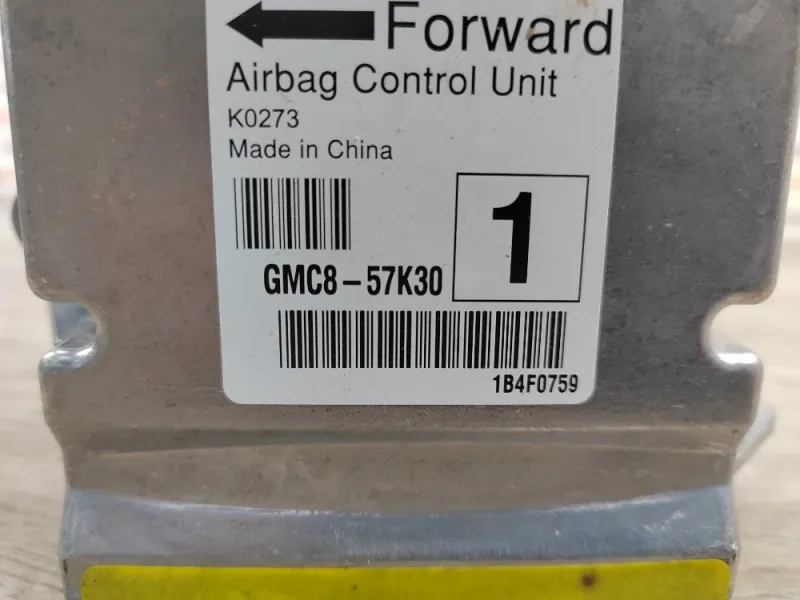 Forward
Airbag Control Unit
K0273
Made in China
1
GMC8-57K30
1B4F0759